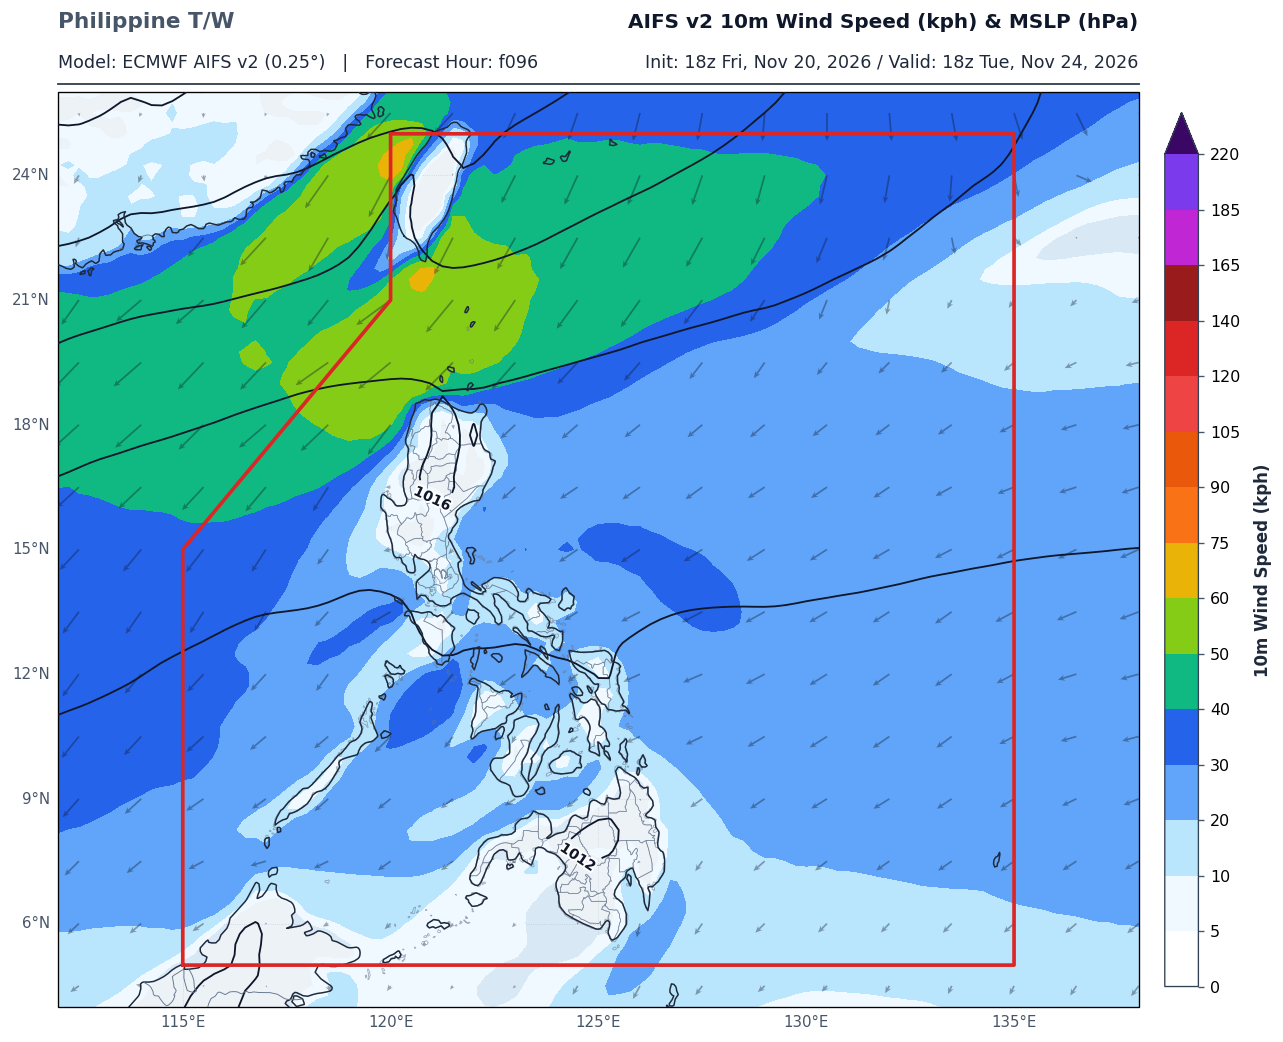 Philippine T/W
AIFS v2 10m Wind Speed (kph) & MSLP (hPa)
Model: ECMWF AIFS v2 (0.25°) | Forecast Hour: f096
Init: 18z Fri, Nov 20, 2026 / Valid: 18z Tue, Nov 24, 2026
24°N
21°N
18°N
15°N
12°N
9°N
6°N
1016
1012
115°E
120°E
125°E
130°E
135°E
220
185
165
140
120
105
90
75
60
50
40
30
20
10
5
0
10m Wind Speed (kph)